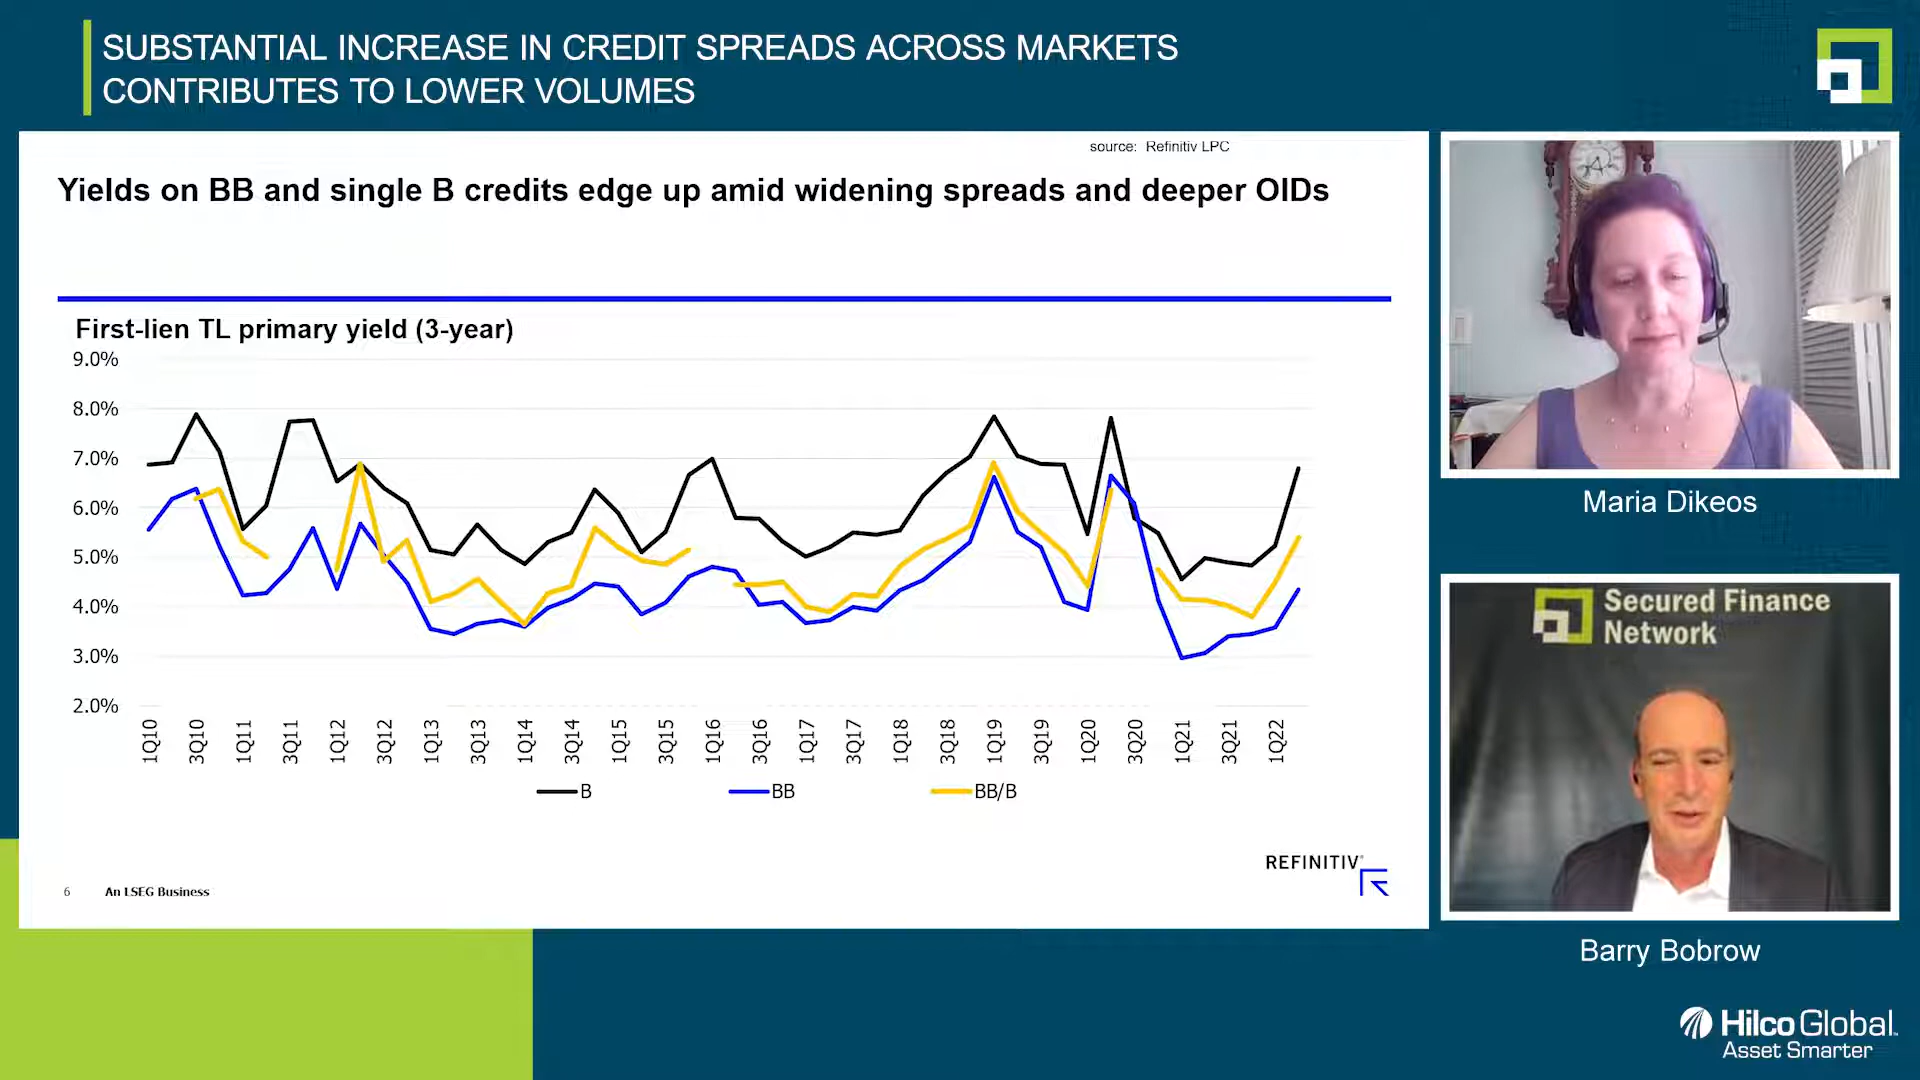 SUBSTANTIAL INCREASE IN CREDIT SPREADS ACROSS MARKETS
CONTRIBUTES TO LOWER VOLUMES
source: Refinitiv LPC
Yields on BB and single B credits edge up amid widening spreads and deeper OIDs
First-lien TL primary yield (3-year)
9.0%
8.0%
7.0%
6.0%
5.0%
4.0%
3.0%
2.0%
1Q10
3Q10
1Q11
3Q11
1Q12
3Q12
1Q13
3Q13
1Q14
3Q14
1Q15
3Q15
1Q16
3Q16
1Q17
3Q17
1Q18
3Q18
1Q19
3Q19
1Q20
3Q20
1Q21
3Q21
1Q22
B BB BB/B
REFINITIV
6 An LSEG Business
Maria Dikeos
Secured Finance
Network
Barry Bobrow
Hilco Global
Asset Smarter